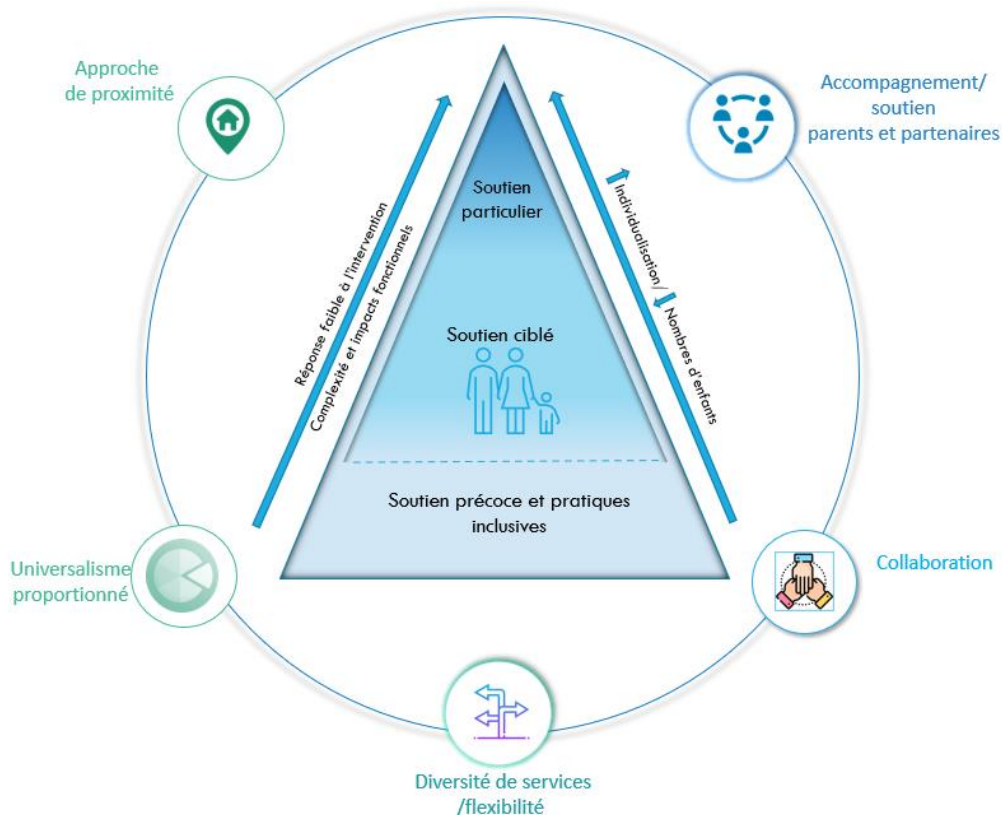 Approche
de proximité
Accompagnement/
soutien
parents et partenaires
Soutien
particulier
Réponse faible à l'intervention
Complexité et impacts fonctionnels
Individualisation/
Nombres d'enfants
Soutien ciblé
Soutien précoce et pratiques
inclusives
Universalisme
proportionné
Collaboration
Diversité de services
/flexibilité